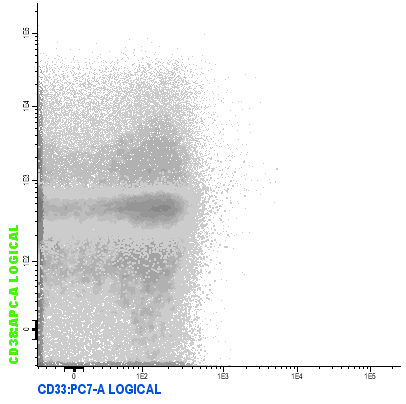 1E5
1E4
1E3
1E2
0
0
1E2
1E3
1E4
1E5
CD38:APC-A LOGICAL
CD33:PC7-A LOGICAL